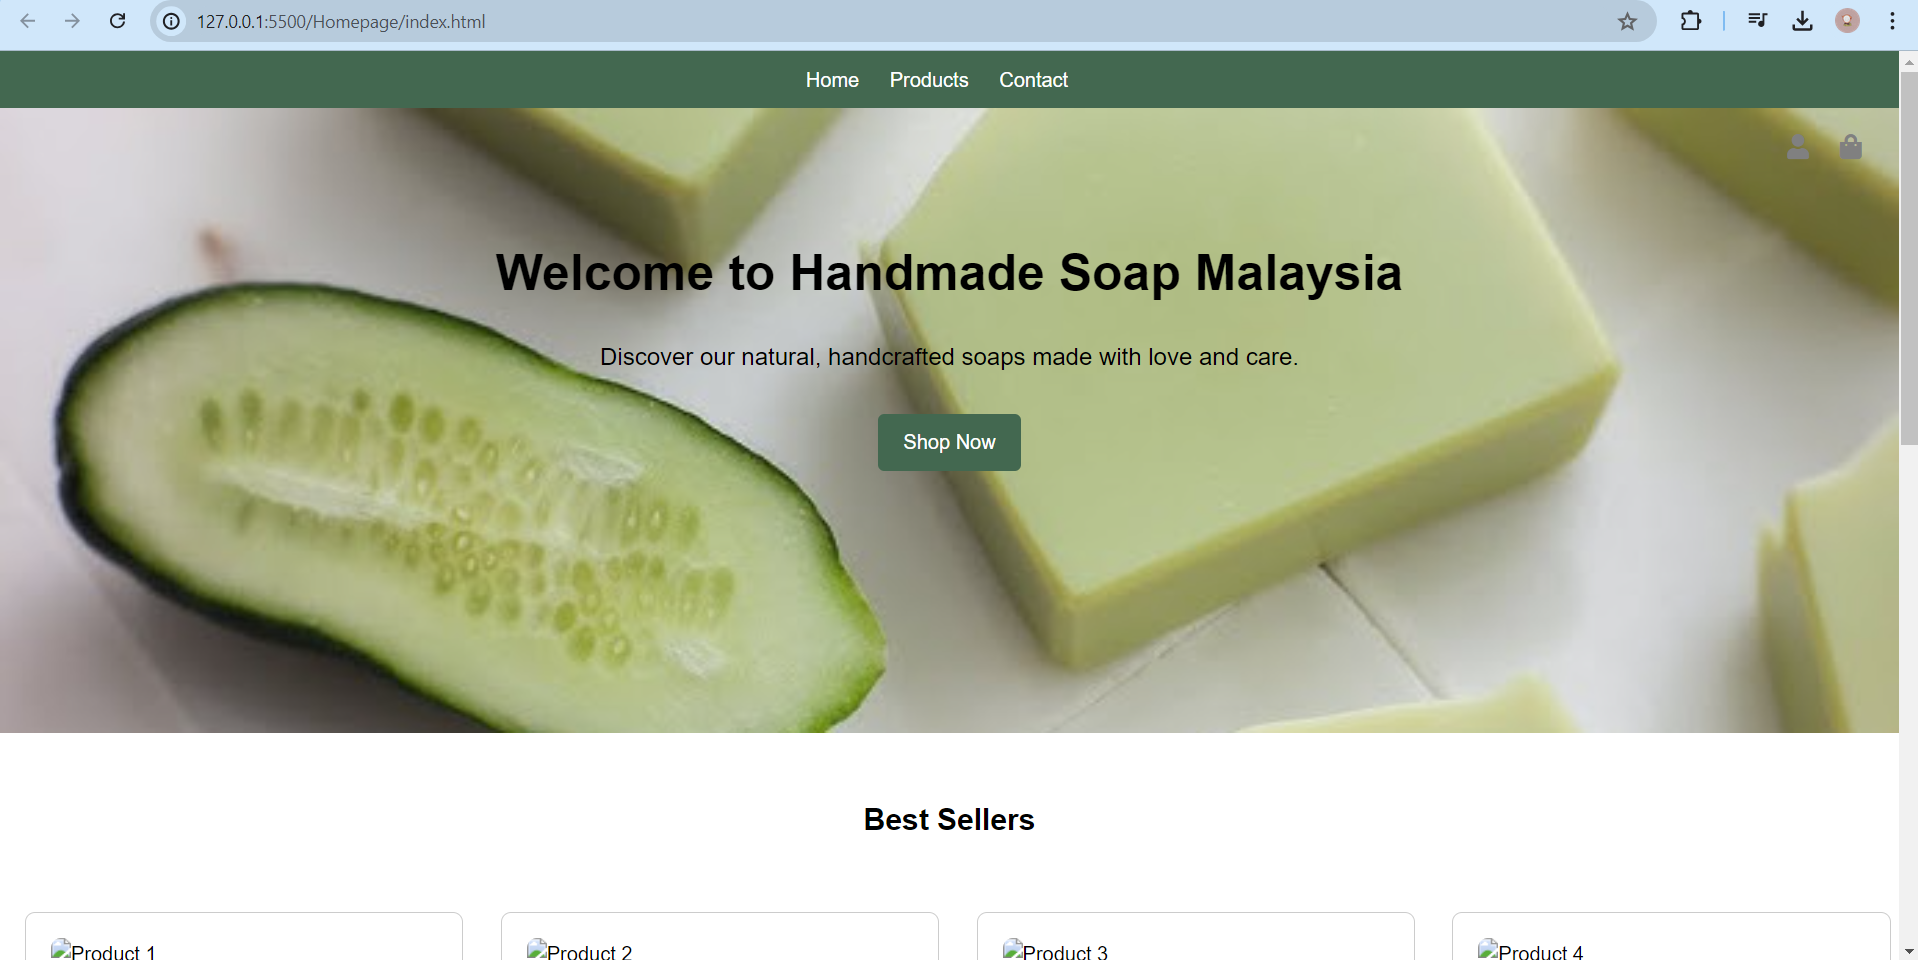 127.0.0.1:5500/Homepage/index.html
Home Products Contact
Welcome to Handmade Soap Malaysia
Discover our natural, handcrafted soaps made with love and care.
Shop Now
Best Sellers
Product 1 Product 2 Product 3 Product 4